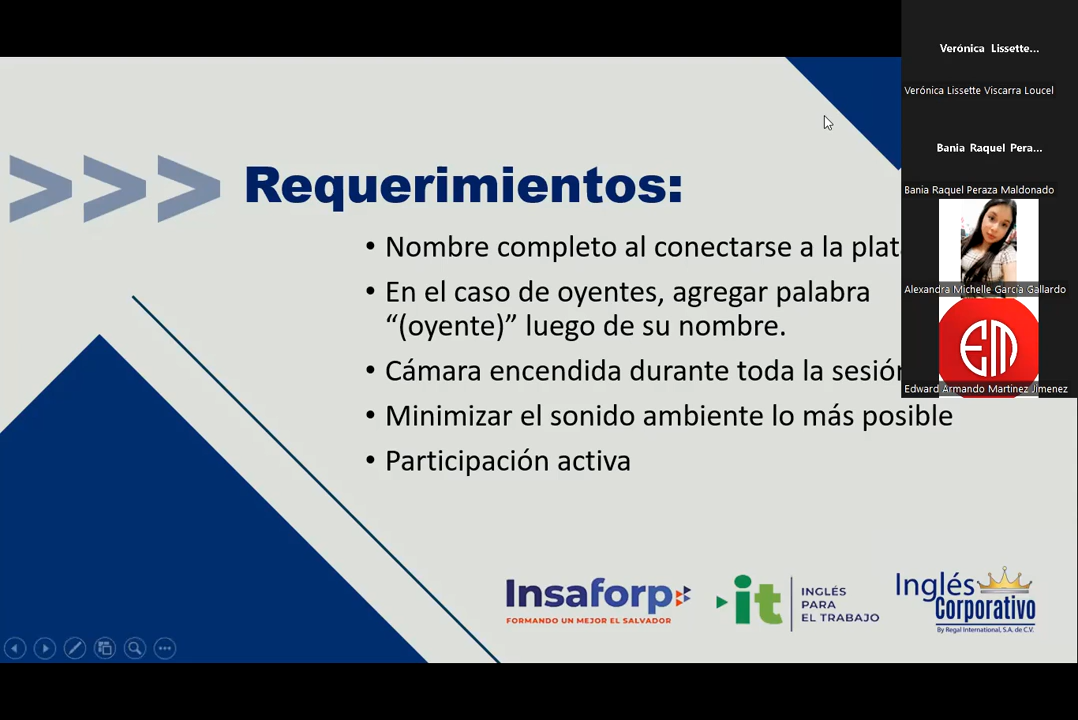 Requerimientos:
• Nombre completo al conectarse a la plat
• En el caso de oyentes, agregar palabra
“(oyente)” luego de su nombre.
• Cámara encendida durante toda la sesión
• Minimizar el sonido ambiente lo más posible
• Participación activa
Insaforp
FORMANDO UN MEJOR EL SALVADOR
it
INGLÉS
PARA
EL TRABAJO
Inglés
Corporativo
By Regal International, S.A. de C.V.
Verónica Lissette...
Verónica Lissette Viscarra Loucel
Bania Raquel Pera...
Bania Raquel Peraza Maldonado
Alexandra Michelle García Gallardo
EM
Edward Armando Martinez Jimenez